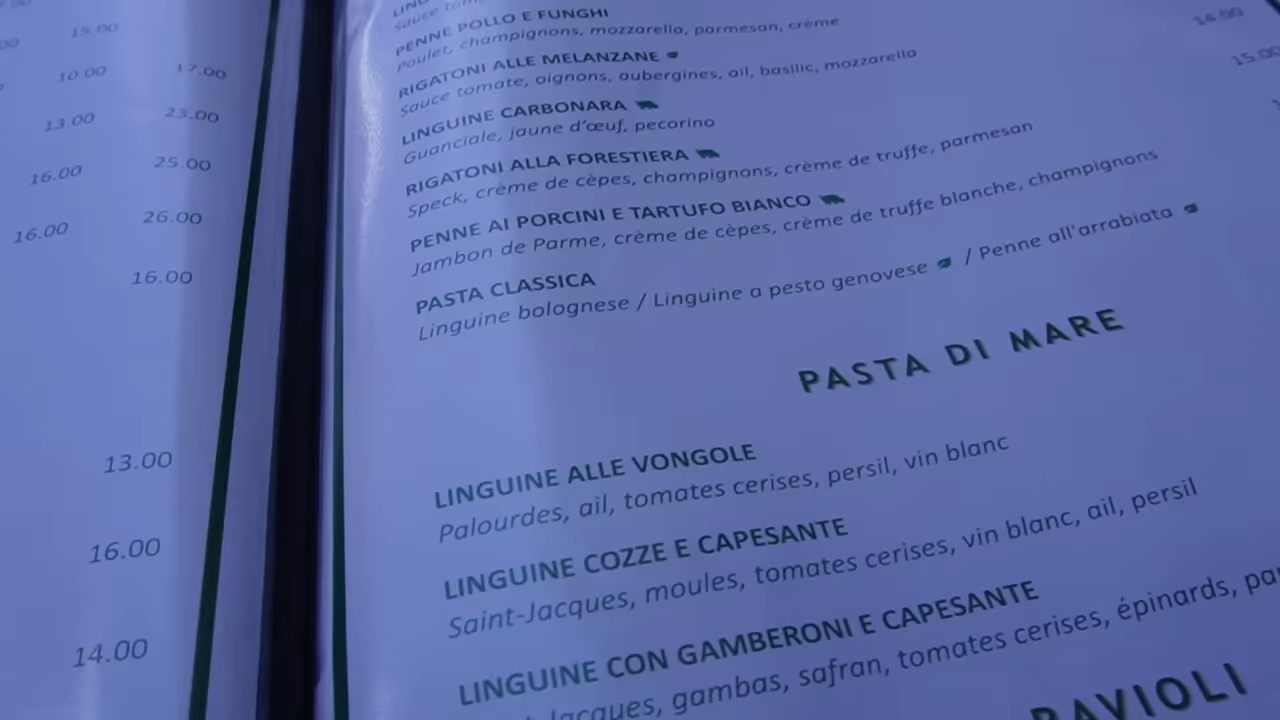 15.00
10.00 17.00
13.00 23.00
16.00 25.00
16.00 26.00
16.00
13.00
16.00
14.00
sauce
PENNE POLLO E FUNGHI
poulet, champignons, mozzarella, parmesan, crème
14.00
RIGATONI ALLE MELANZANE
sauce tomate, oignons, aubergines, ail, basilic, mozzarella
15.00
LINGUINE CARBONARA
Guanciale, jaune d'œuf, pecorino
RIGATONI ALLA FORESTIERA
Speck, crème de cèpes, champignons, crème de truffe, parmesan
PENNE AI PORCINI E TARTUFO BIANCO
Jambon de Parme, crème de cèpes, crème de truffe blanche, champignons
PASTA CLASSICA
Linguine bolognese / Linguine a pesto genovese / Penne all'arrabiata
PASTA DI MARE
LINGUINE ALLE VONGOLE
Palourdes, ail, tomates cerises, persil, vin blanc
LINGUINE COZZE E CAPESANTE
Saint-Jacques, moules, tomates cerises, vin blanc, ail, persil
LINGUINE CON GAMBERONI E CAPESANTE
Jacques, gambas, safran, tomates cerises, épinards,
RAVIOLI